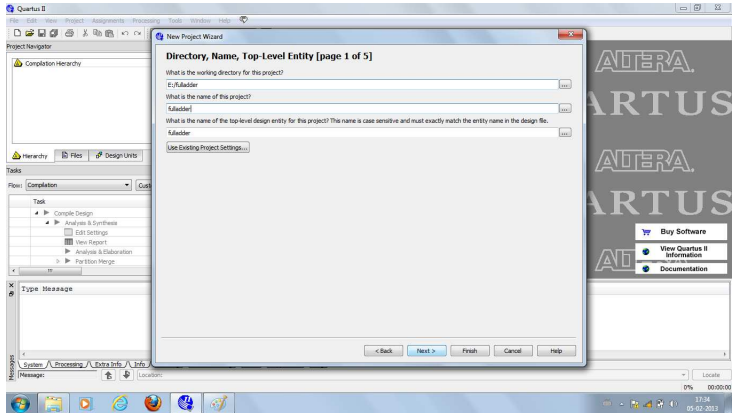 Quartus II
File Edit View Project Assignments Processing Tools Window Help
Project Navigator
Compilation Hierarchy
Hierarchy Files Design Units
Tasks
Flow: Compilation Cust
Task
Compile Design
Analysis & Synthesis
Edit Settings
View Report
Analysis & Elaboration
Partition Merge
New Project Wizard
Directory, Name, Top-Level Entity [page 1 of 5]
What is the working directory for this project?
E:/fulladder
...
What is the name of this project?
fulladder
...
What is the name of the top-level design entity for this project? This name is case sensitive and must exactly match the entity name in the design file.
fulladder
...
Use Existing Project Settings...
< Back Next > Finish Cancel Help
ALTERA.
ARTUS
ALTERA.
ARTUS
Buy Software
View Quartus II
Information
Documentation
Type Message
Messages
System Processing Extra Info Info
Message: Location: Locate
0% 00:00:00
17:34
05-02-2013